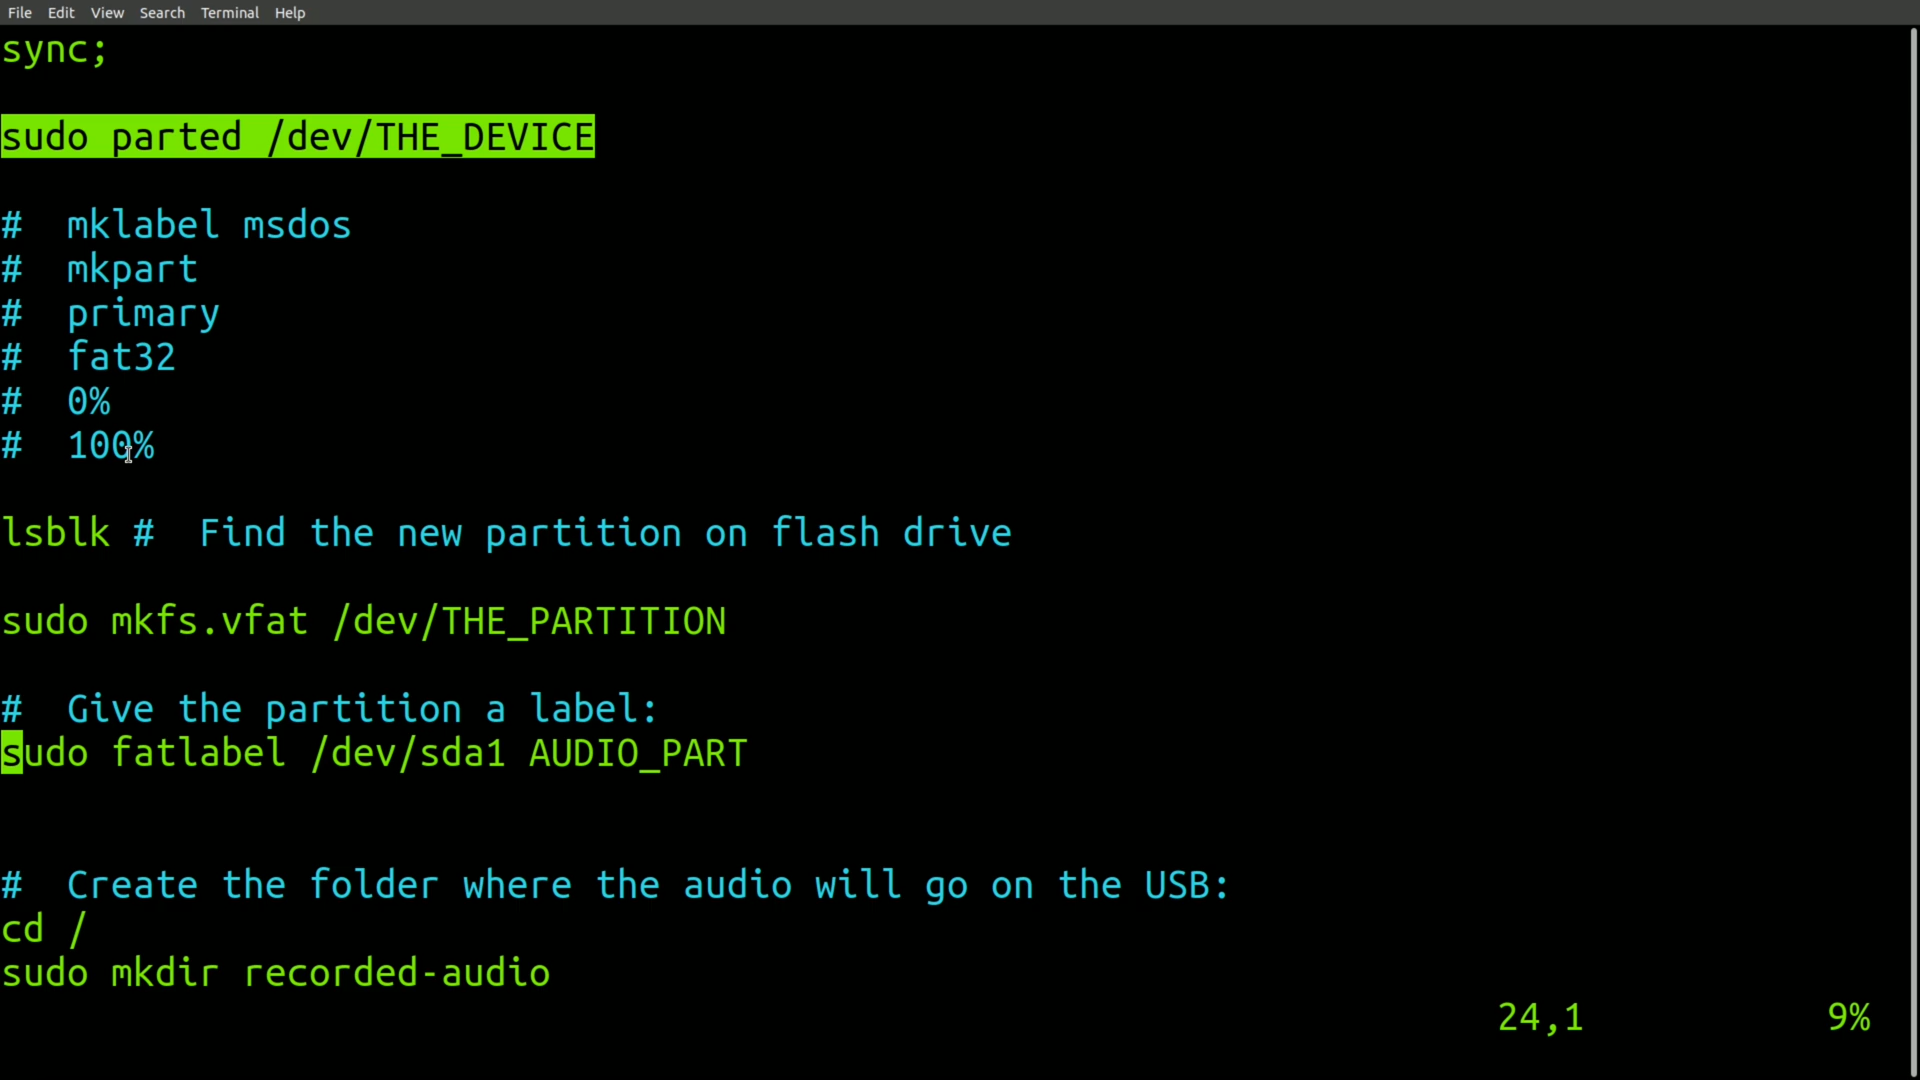 File Edit View Search Terminal Help
sync;
sudo parted /dev/THE_DEVICE
# mklabel msdos
# mkpart
# primary
# fat32
# 0%
# 100%
lsblk # Find the new partition on flash drive
sudo mkfs.vfat /dev/THE_PARTITION
# Give the partition a label:
sudo fatlabel /dev/sda1 AUDIO_PART
# Create the folder where the audio will go on the USB:
cd /
sudo mkdir recorded-audio
24,1 9%